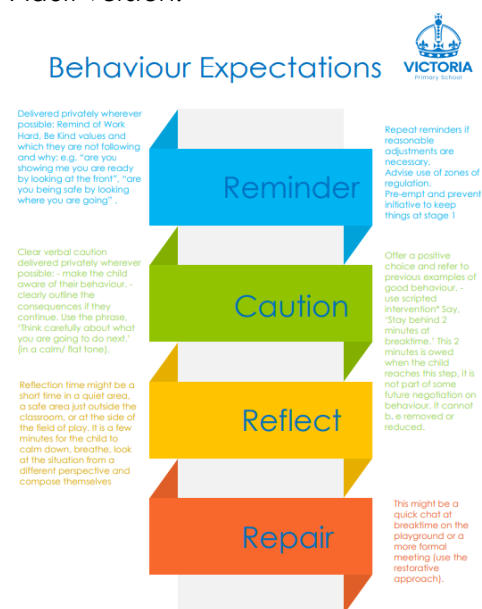 Adult Version:
VICTORIA
Primary School
Behaviour Expectations
Delivered privately wherever
possible: Remind of Work
Hard, Be Kind values and
which they are not following
and why: e.g. “are you
showing me you are ready
by looking at the front”, “are
you being safe by looking
where you are going” .
Reminder
Repeat reminders if
reasonable
adjustments are
necessary.
Advise use of zones of
regulation.
Pre-empt and prevent
initiative to keep
things at stage 1
Clear verbal caution
delivered privately wherever
possible: - make the child
aware of their behaviour. -
clearly outline the
consequences if they
continue. Use the phrase,
‘Think carefully about what
you are going to do next.’
(in a calm/ flat tone).
Caution
Offer a positive
choice and refer to
previous examples of
good behaviour. -
use scripted
intervention* Say,
‘Stay behind 2
minutes at
breaktime.’ This 2
minutes is owed
when the child
reaches this step, it is
not part of some
future negotiation on
behaviour. It cannot
b, e removed or
reduced.
Reflection time might be a
short time in a quiet area,
a safe area just outside the
classroom, or at the side of
the field of play. It is a few
minutes for the child to
calm down, breathe, look
at the situation from a
different perspective and
compose themselves
Reflect
Repair
This might be a
quick chat at
breaktime on the
playground or a
more formal
meeting (use the
restorative
approach).